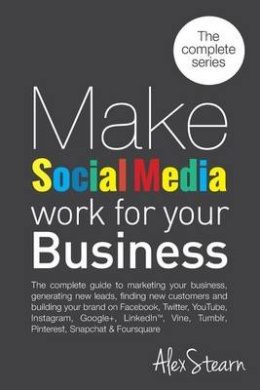 The
complete
series
Make
Social Media
work for your
Business
The complete guide to marketing your business,
generating new leads, finding new customers and
building your brand on Facebook, Twitter, YouTube,
Instagram, Google+, LinkedIn™, Vine, Tumblr,
Pinterest, Snapchat & Foursquare
Alex Stearn